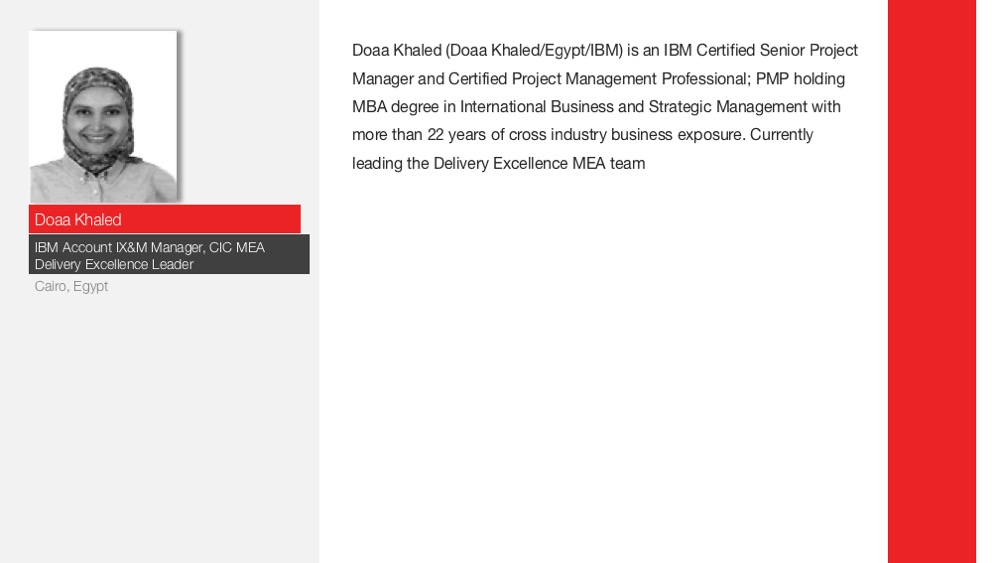 Doaa Khaled
IBM Account IX&M Manager, CIC MEA
Delivery Excellence Leader
Cairo, Egypt
Doaa Khaled (Doaa Khaled/Egypt/IBM) is an IBM Certified Senior Project
Manager and Certified Project Management Professional; PMP holding
MBA degree in International Business and Strategic Management with
more than 22 years of cross industry business exposure. Currently
leading the Delivery Excellence MEA team